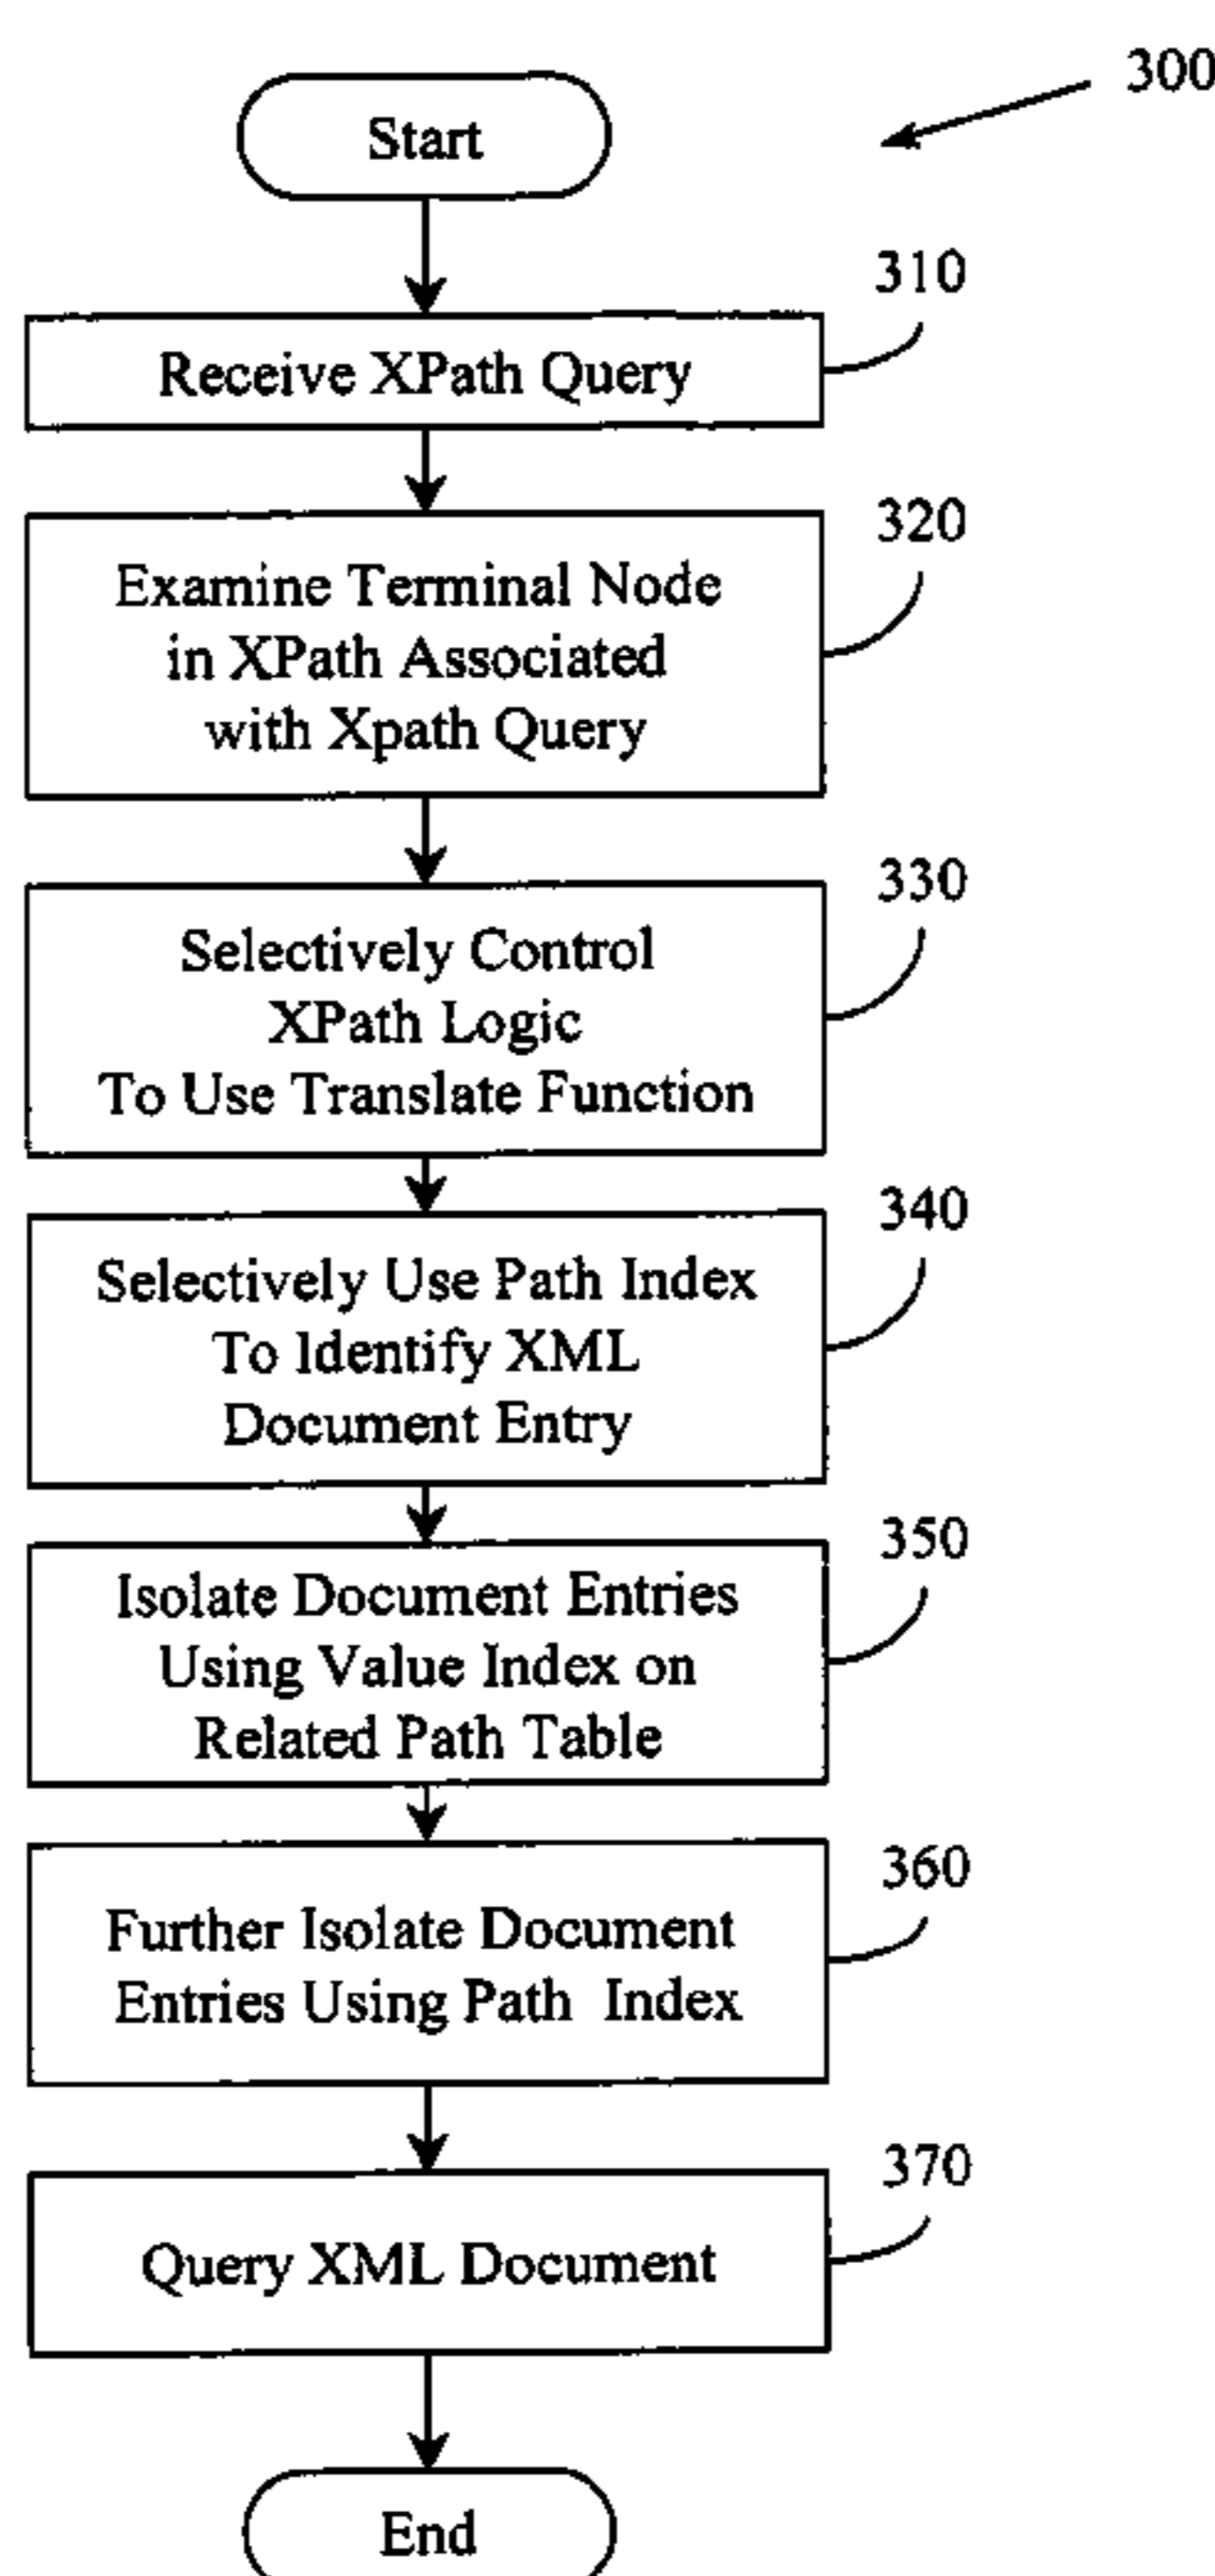 300
Start
310
Receive XPath Query
320
Examine Terminal Node
in XPath Associated
with Xpath Query
330
Selectively Control
XPath Logic
To Use Translate Function
340
Selectively Use Path Index
To Identify XML
Document Entry
350
Isolate Document Entries
Using Value Index on
Related Path Table
360
Further Isolate Document
Entries Using Path Index
370
Query XML Document
End